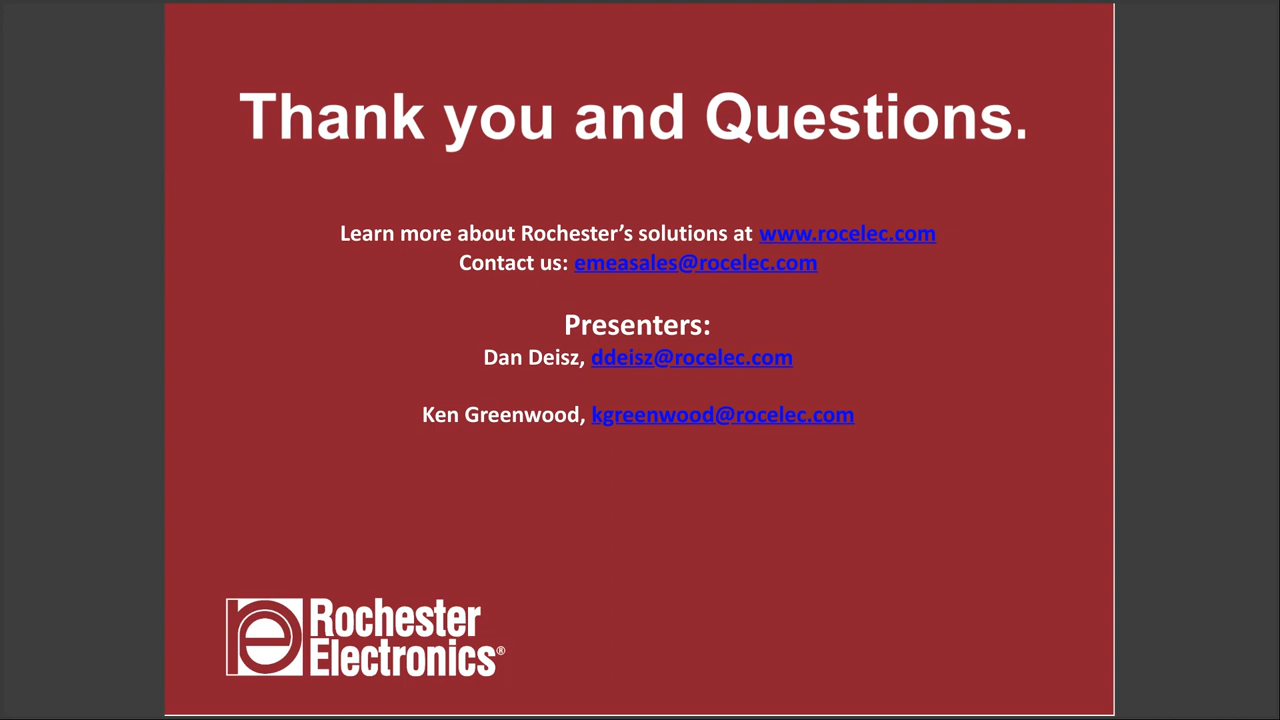 Thank you and Questions.
Learn more about Rochester’s solutions at www.rocelec.com
Contact us: emeasales@rocelec.com
Presenters:
Dan Deisz, ddeisz@rocelec.com
Ken Greenwood, kgreenwood@rocelec.com
re Rochester
Electronics®